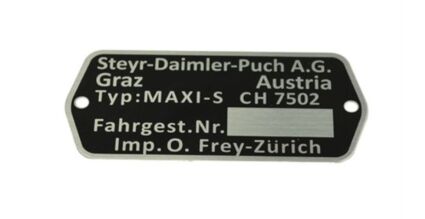 Steyr-Daimler-Puch A.G.
Graz Austria
Typ:MAXI-S CH 7502
Fahrgest.Nr.
Imp. O. Frey-Zürich